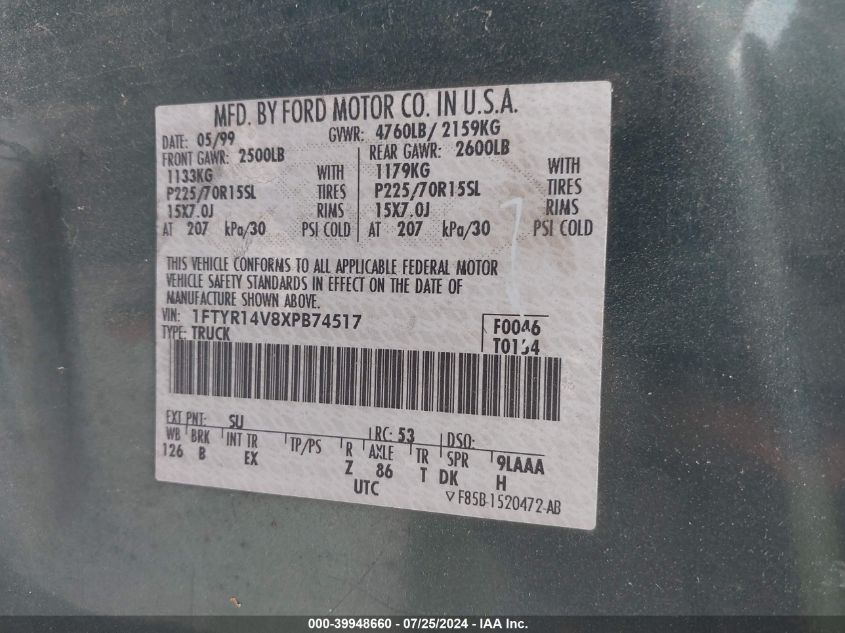 MFD. BY FORD MOTOR CO. IN U.S.A.
DATE: 05/99 GVWR: 4760LB/ 2159KG
FRONT GAWR: 2500LB REAR GAWR: 2600LB
1133KG WITH 1179KG WITH
P225/70R15SL TIRES P225/70R15SL TIRES
15X7.0J RIMS 15X7.0J RIMS
AT 207 kPa/30 PSI COLD AT 207 kPa/30 PSI COLD
THIS VEHICLE CONFORMS TO ALL APPLICABLE FEDERAL MOTOR
VEHICLE SAFETY STANDARDS IN EFFECT ON THE DATE OF
MANUFACTURE SHOWN ABOVE.
VIN: 1FTYR14V8XPB74517 F0046
TYPE: TRUCK
EXT PNT: SU RC: 53 DSO:
WB BRK INT TR TP/PS R AXLE TR SPR 9LAAA
126 B EX Z 86 T DK H
UTC
F85B-1520472-AB
000-39948660 - 07/25/2024 - IAA Inc.